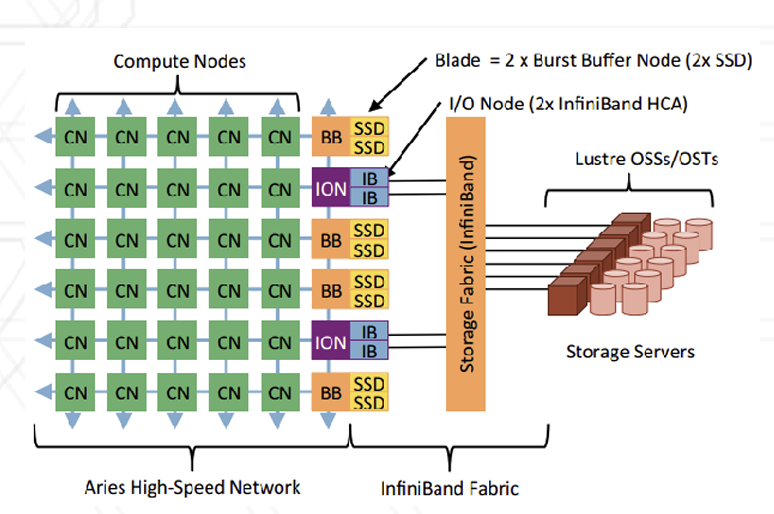 Compute Nodes
Blade = 2 x Burst Buffer Node (2x SSD)
I/O Node (2x InfiniBand HCA)
Lustre OSSs/OSTs
CN CN CN CN CN BB SSD
SSD
CN CN CN CN CN ION IB
IB
CN CN CN CN CN BB SSD
SSD
CN CN CN CN CN BB SSD
SSD
CN CN CN CN CN ION IB
IB
CN CN CN CN CN BB SSD
SSD
Storage Fabric (InfiniBand)
Storage Servers
Aries High-Speed Network
InfiniBand Fabric